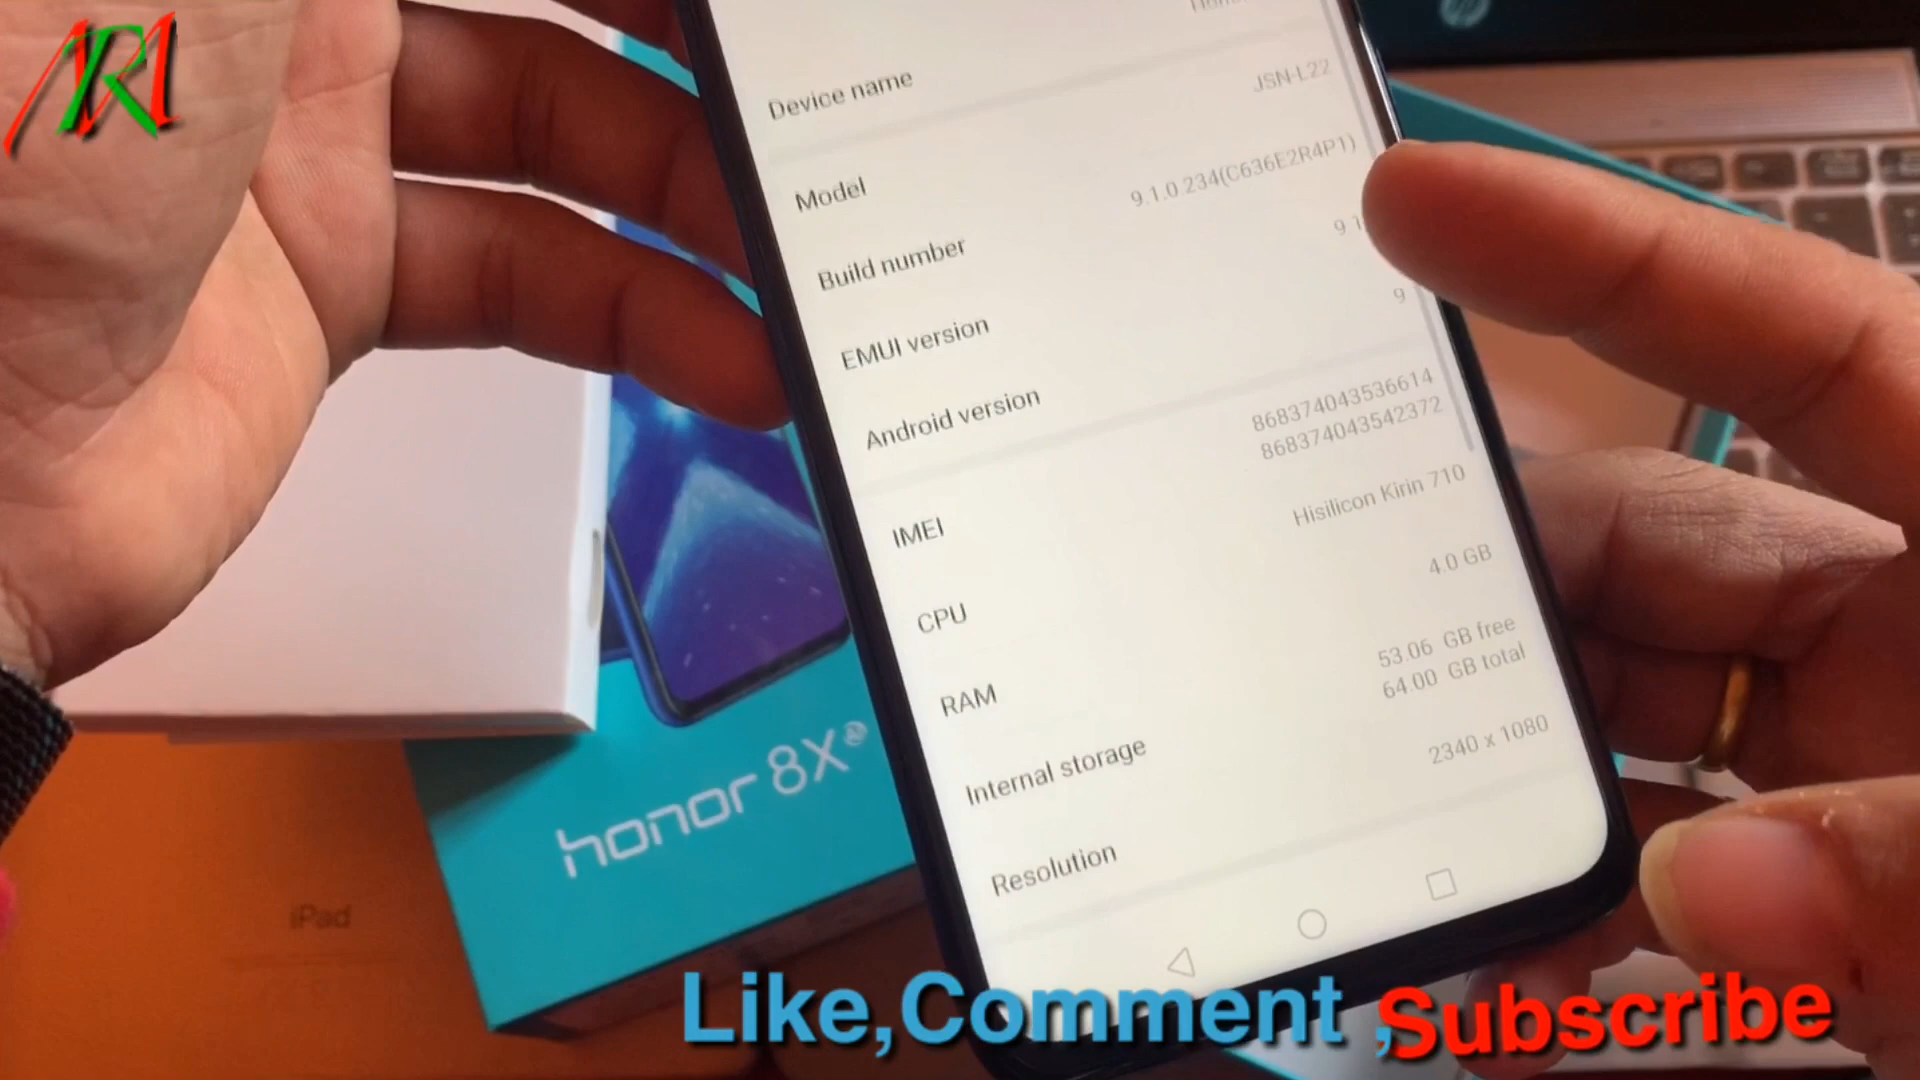 Device name
Model
JSN-L22
Build number
9.1.0.234(C636E2R4P1)
EMUI version
Android version
9
IMEI
868374043536614
868374043542372
CPU
Hisilicon Kirin 710
RAM
4.0 GB
Internal storage
53.06 GB free
64.00 GB total
Resolution
2340 x 1080
honor 8X
iPad
Like,Comment ,Subscribe